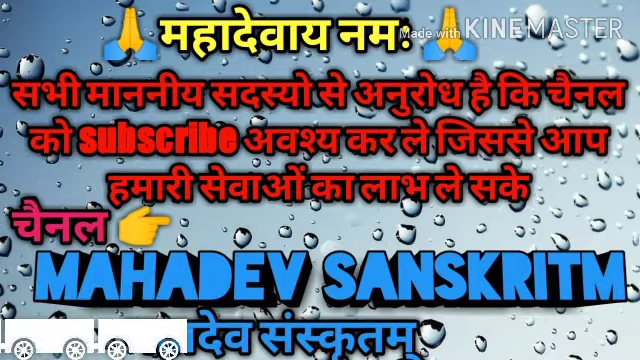 🙏महादेवाय नम: 🙏
Made with KINEMASTER
सभी माननीय सदस्यो से अनुरोध है कि चैनल
को subscribe अवश्य कर ले जिससे आप
हमारी सेवाओं का लाभ ले सके
चैनल 👉
MAHADEV SANSKRITM
संस्कृतम्